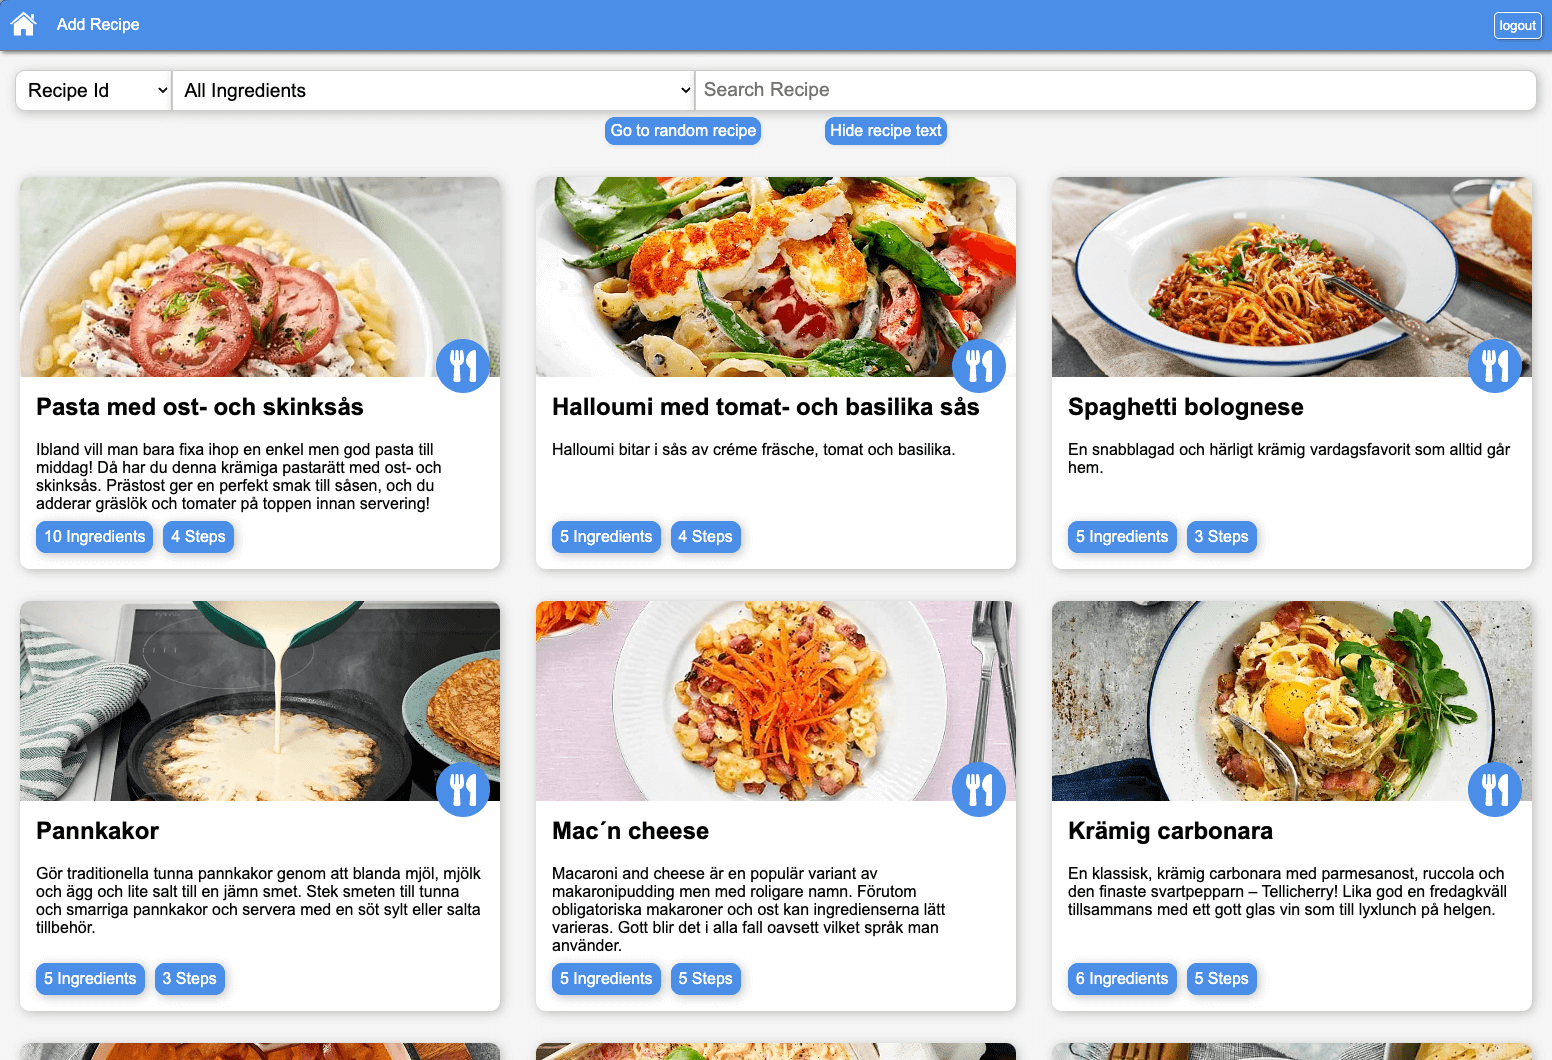 Add Recipe
logout
Recipe Id
All Ingredients
Search Recipe
Go to random recipe
Hide recipe text
Pasta med ost- och skinksås
Ibland vill man bara fixa ihop en enkel men god pasta till
middag! Då har du denna krämiga pastarätt med ost- och
skinksås. Prästost ger en perfekt smak till såsen, och du
adderar gräslök och tomater på toppen innan servering!
10 Ingredients
4 Steps
Halloumi med tomat- och basilika sås
Halloumi bitar i sås av créme fräsche, tomat och basilika.
5 Ingredients
4 Steps
Spaghetti bolognese
En snabblagad och härligt krämig vardagsfavorit som alltid går
hem.
5 Ingredients
3 Steps
Pannkakor
Gör traditionella tunna pannkakor genom att blanda mjöl, mjölk
och ägg och lite salt till en jämn smet. Stek smeten till tunna
och smarriga pannkakor och servera med en söt sylt eller salta
tillbehör.
5 Ingredients
3 Steps
Mac´n cheese
Macaroni and cheese är en populär variant av
makaronipudding men med roligare namn. Förutom
obligatoriska makaroner och ost kan ingredienserna lätt
varieras. Gott blir det i alla fall oavsett vilket språk man
använder.
5 Ingredients
5 Steps
Krämig carbonara
En klassisk, krämig carbonara med parmesanost, ruccola och
den finaste svartpepparn – Tellicherry! Lika god en fredagkväll
tillsammans med ett gott glas vin som till lyxlunch på helgen.
6 Ingredients
5 Steps